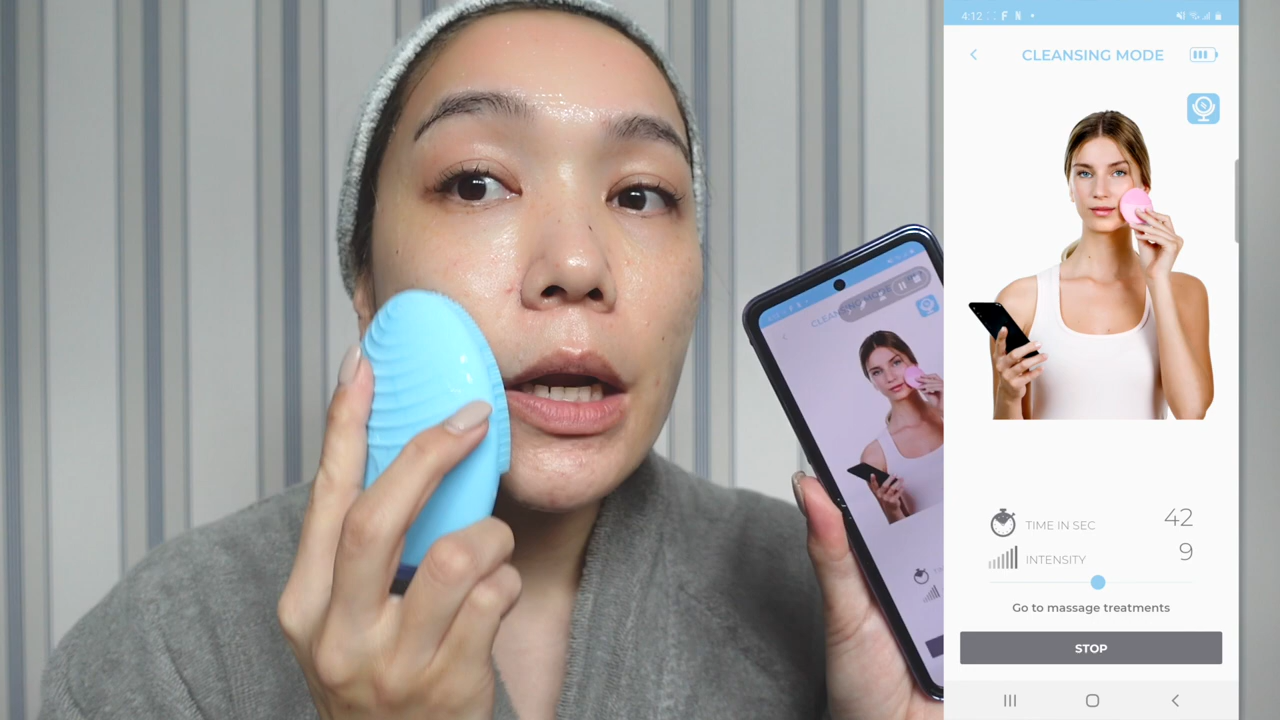 4:12
CLEANSING MODE
TIME IN SEC 42
INTENSITY 9
Go to massage treatments
STOP